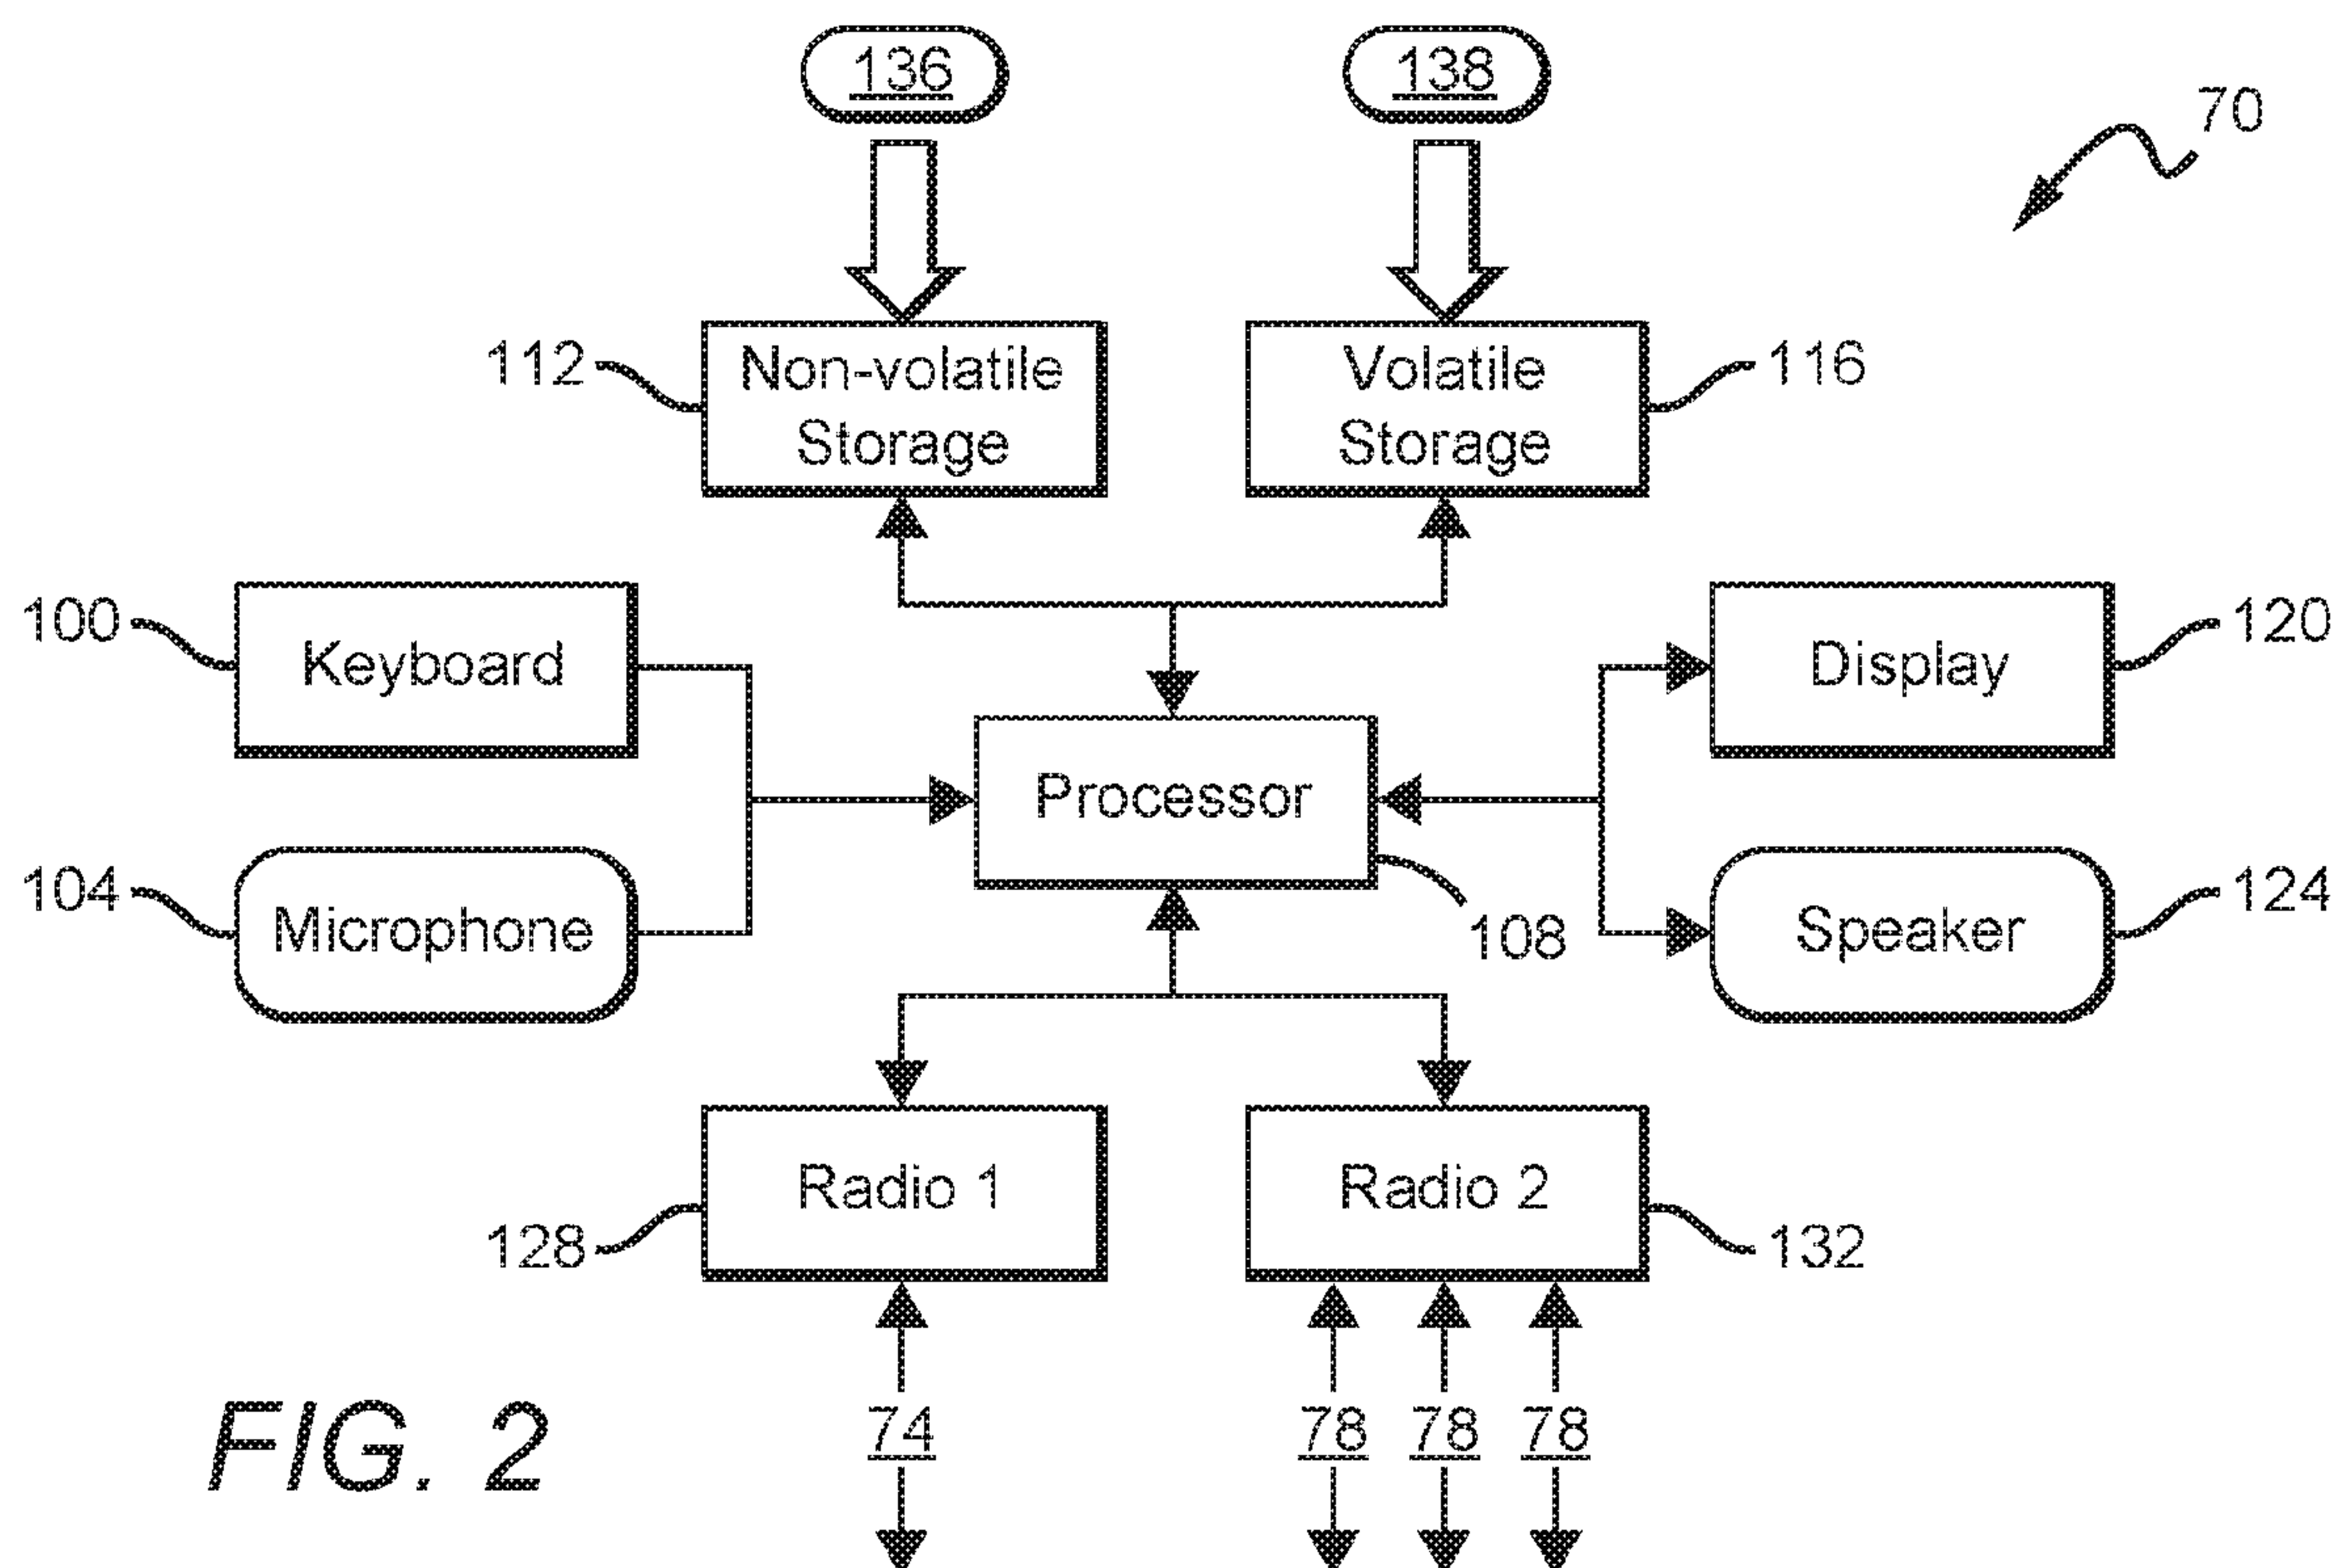 136
138
70
112
Non-volatile
Storage
Volatile
Storage
116
100
Keyboard
Display
120
Processor
104
Microphone
108
Speaker
124
Radio 1
Radio 2
128
132
74
78
78
78
FIG. 2